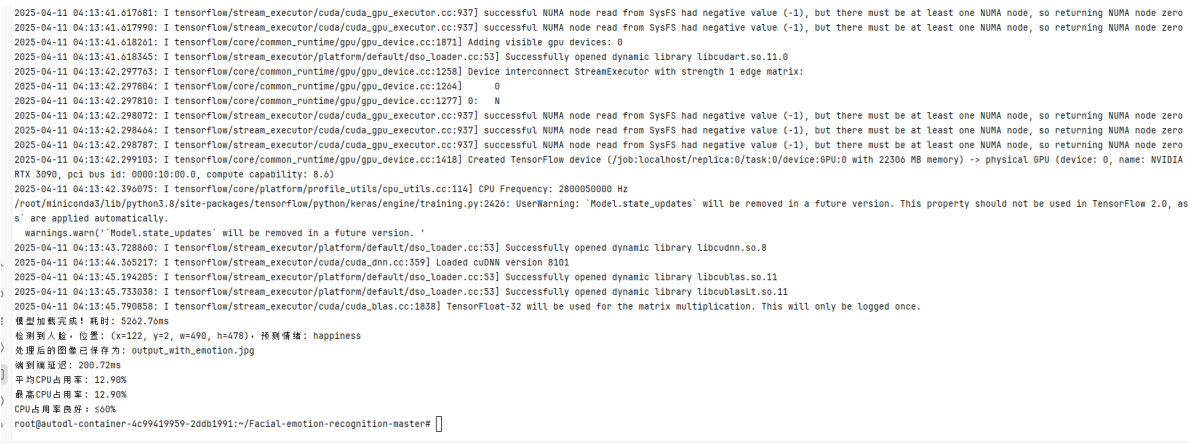 2025-04-11 04:13:41.617681: I tensorflow/stream_executor/cuda/cuda_gpu_executor.cc:937] successful NUMA node read from SysFS had negative value (-1), but there must be at least one NUMA node, so returning NUMA node zero
2025-04-11 04:13:41.617990: I tensorflow/stream_executor/cuda/cuda_gpu_executor.cc:937] successful NUMA node read from SysFS had negative value (-1), but there must be at least one NUMA node, so returning NUMA node zero
2025-04-11 04:13:41.618261: I tensorflow/core/common_runtime/gpu/gpu_device.cc:1871] Adding visible gpu devices: 0
2025-04-11 04:13:41.618345: I tensorflow/stream_executor/platform/default/dso_loader.cc:53] Successfully opened dynamic library libcudart.so.11.0
2025-04-11 04:13:42.297763: I tensorflow/core/common_runtime/gpu/gpu_device.cc:1258] Device interconnect StreamExecutor with strength 1 edge matrix:
2025-04-11 04:13:42.297804: I tensorflow/core/common_runtime/gpu/gpu_device.cc:1264]      0
2025-04-11 04:13:42.297810: I tensorflow/core/common_runtime/gpu/gpu_device.cc:1277] 0:   N
2025-04-11 04:13:42.298072: I tensorflow/stream_executor/cuda/cuda_gpu_executor.cc:937] successful NUMA node read from SysFS had negative value (-1), but there must be at least one NUMA node, so returning NUMA node zero
2025-04-11 04:13:42.298464: I tensorflow/stream_executor/cuda/cuda_gpu_executor.cc:937] successful NUMA node read from SysFS had negative value (-1), but there must be at least one NUMA node, so returning NUMA node zero
2025-04-11 04:13:42.298787: I tensorflow/stream_executor/cuda/cuda_gpu_executor.cc:937] successful NUMA node read from SysFS had negative value (-1), but there must be at least one NUMA node, so returning NUMA node zero
2025-04-11 04:13:42.299103: I tensorflow/core/common_runtime/gpu/gpu_device.cc:1418] Created TensorFlow device (/job:localhost/replica:0/task:0/device:GPU:0 with 22306 MB memory) -> physical GPU (device: 0, name: NVIDIA
RTX 3090, pci bus id: 0000:10:00.0, compute capability: 8.6)
2025-04-11 04:13:42.396075: I tensorflow/core/platform/profile_utils/cpu_utils.cc:114] CPU Frequency: 2800050000 Hz
/root/miniconda3/lib/python3.8/site-packages/tensorflow/python/keras/engine/training.py:2426: UserWarning: `Model.state_updates` will be removed in a future version. This property should not be used in TensorFlow 2.0, as
s` are applied automatically.
  warnings.warn('`Model.state_updates` will be removed in a future version. '
2025-04-11 04:13:43.728860: I tensorflow/stream_executor/platform/default/dso_loader.cc:53] Successfully opened dynamic library libcudnn.so.8
2025-04-11 04:13:44.365217: I tensorflow/stream_executor/cuda/cuda_dnn.cc:359] Loaded cuDNN version 8101
2025-04-11 04:13:45.194205: I tensorflow/stream_executor/platform/default/dso_loader.cc:53] Successfully opened dynamic library libcublas.so.11
2025-04-11 04:13:45.733038: I tensorflow/stream_executor/platform/default/dso_loader.cc:53] Successfully opened dynamic library libcublasLt.so.11
2025-04-11 04:13:45.790858: I tensorflow/stream_executor/cuda/cuda_blas.cc:1838] TensorFloat-32 will be used for the matrix multiplication. This will only be logged once.
模型加载完成! 耗时: 5262.76ms
检测到人脸，位置: (x=122, y=2, w=490, h=478)，预测情绪: happiness
处理后的图像已保存为: output_with_emotion.jpg
端到端延迟: 200.72ms
平均CPU占用率: 12.90%
最高CPU占用率: 12.90%
CPU占用率良好：≤60%
root@autodl-container-4c99419959-2ddb1991:~/Facial-emotion-recognition-master#